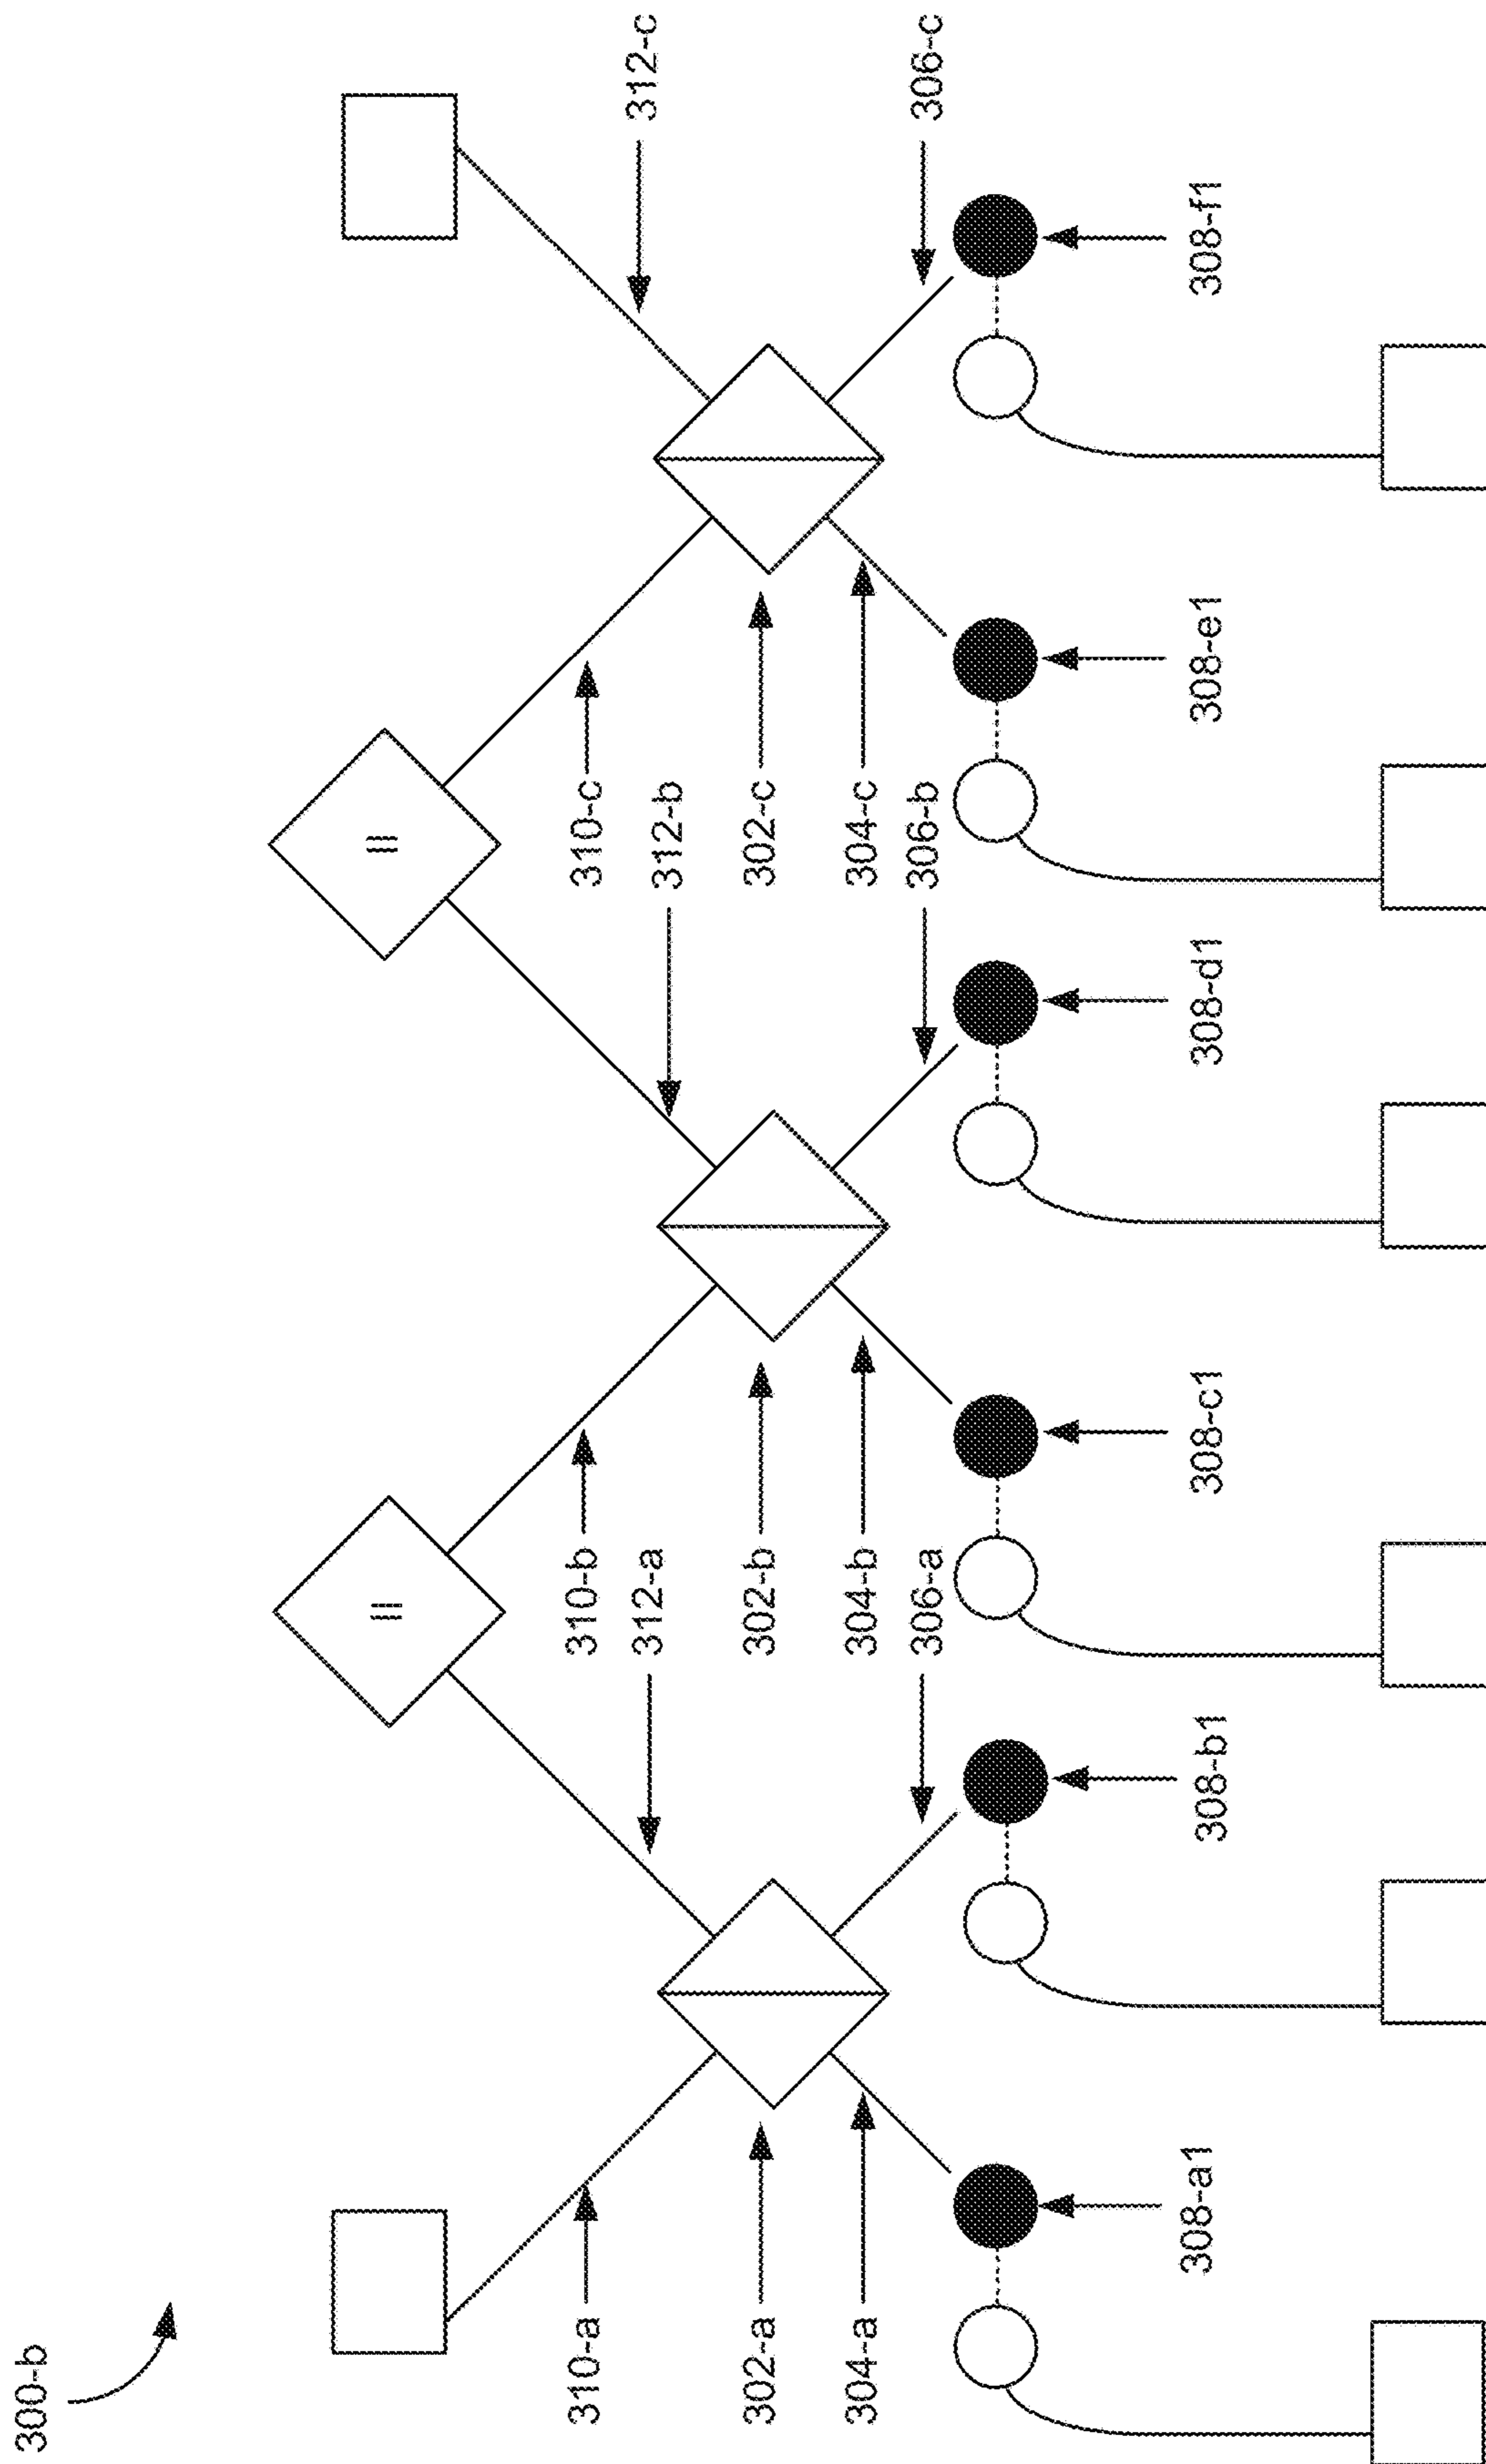 300-b
||
||
310-a
310-b
310-c
312-a
312-b
312-c
302-a
302-b
302-c
304-a
304-b
304-c
306-a
306-b
306-c
308-a1
308-b1
308-c1
308-d1
308-e1
308-f1